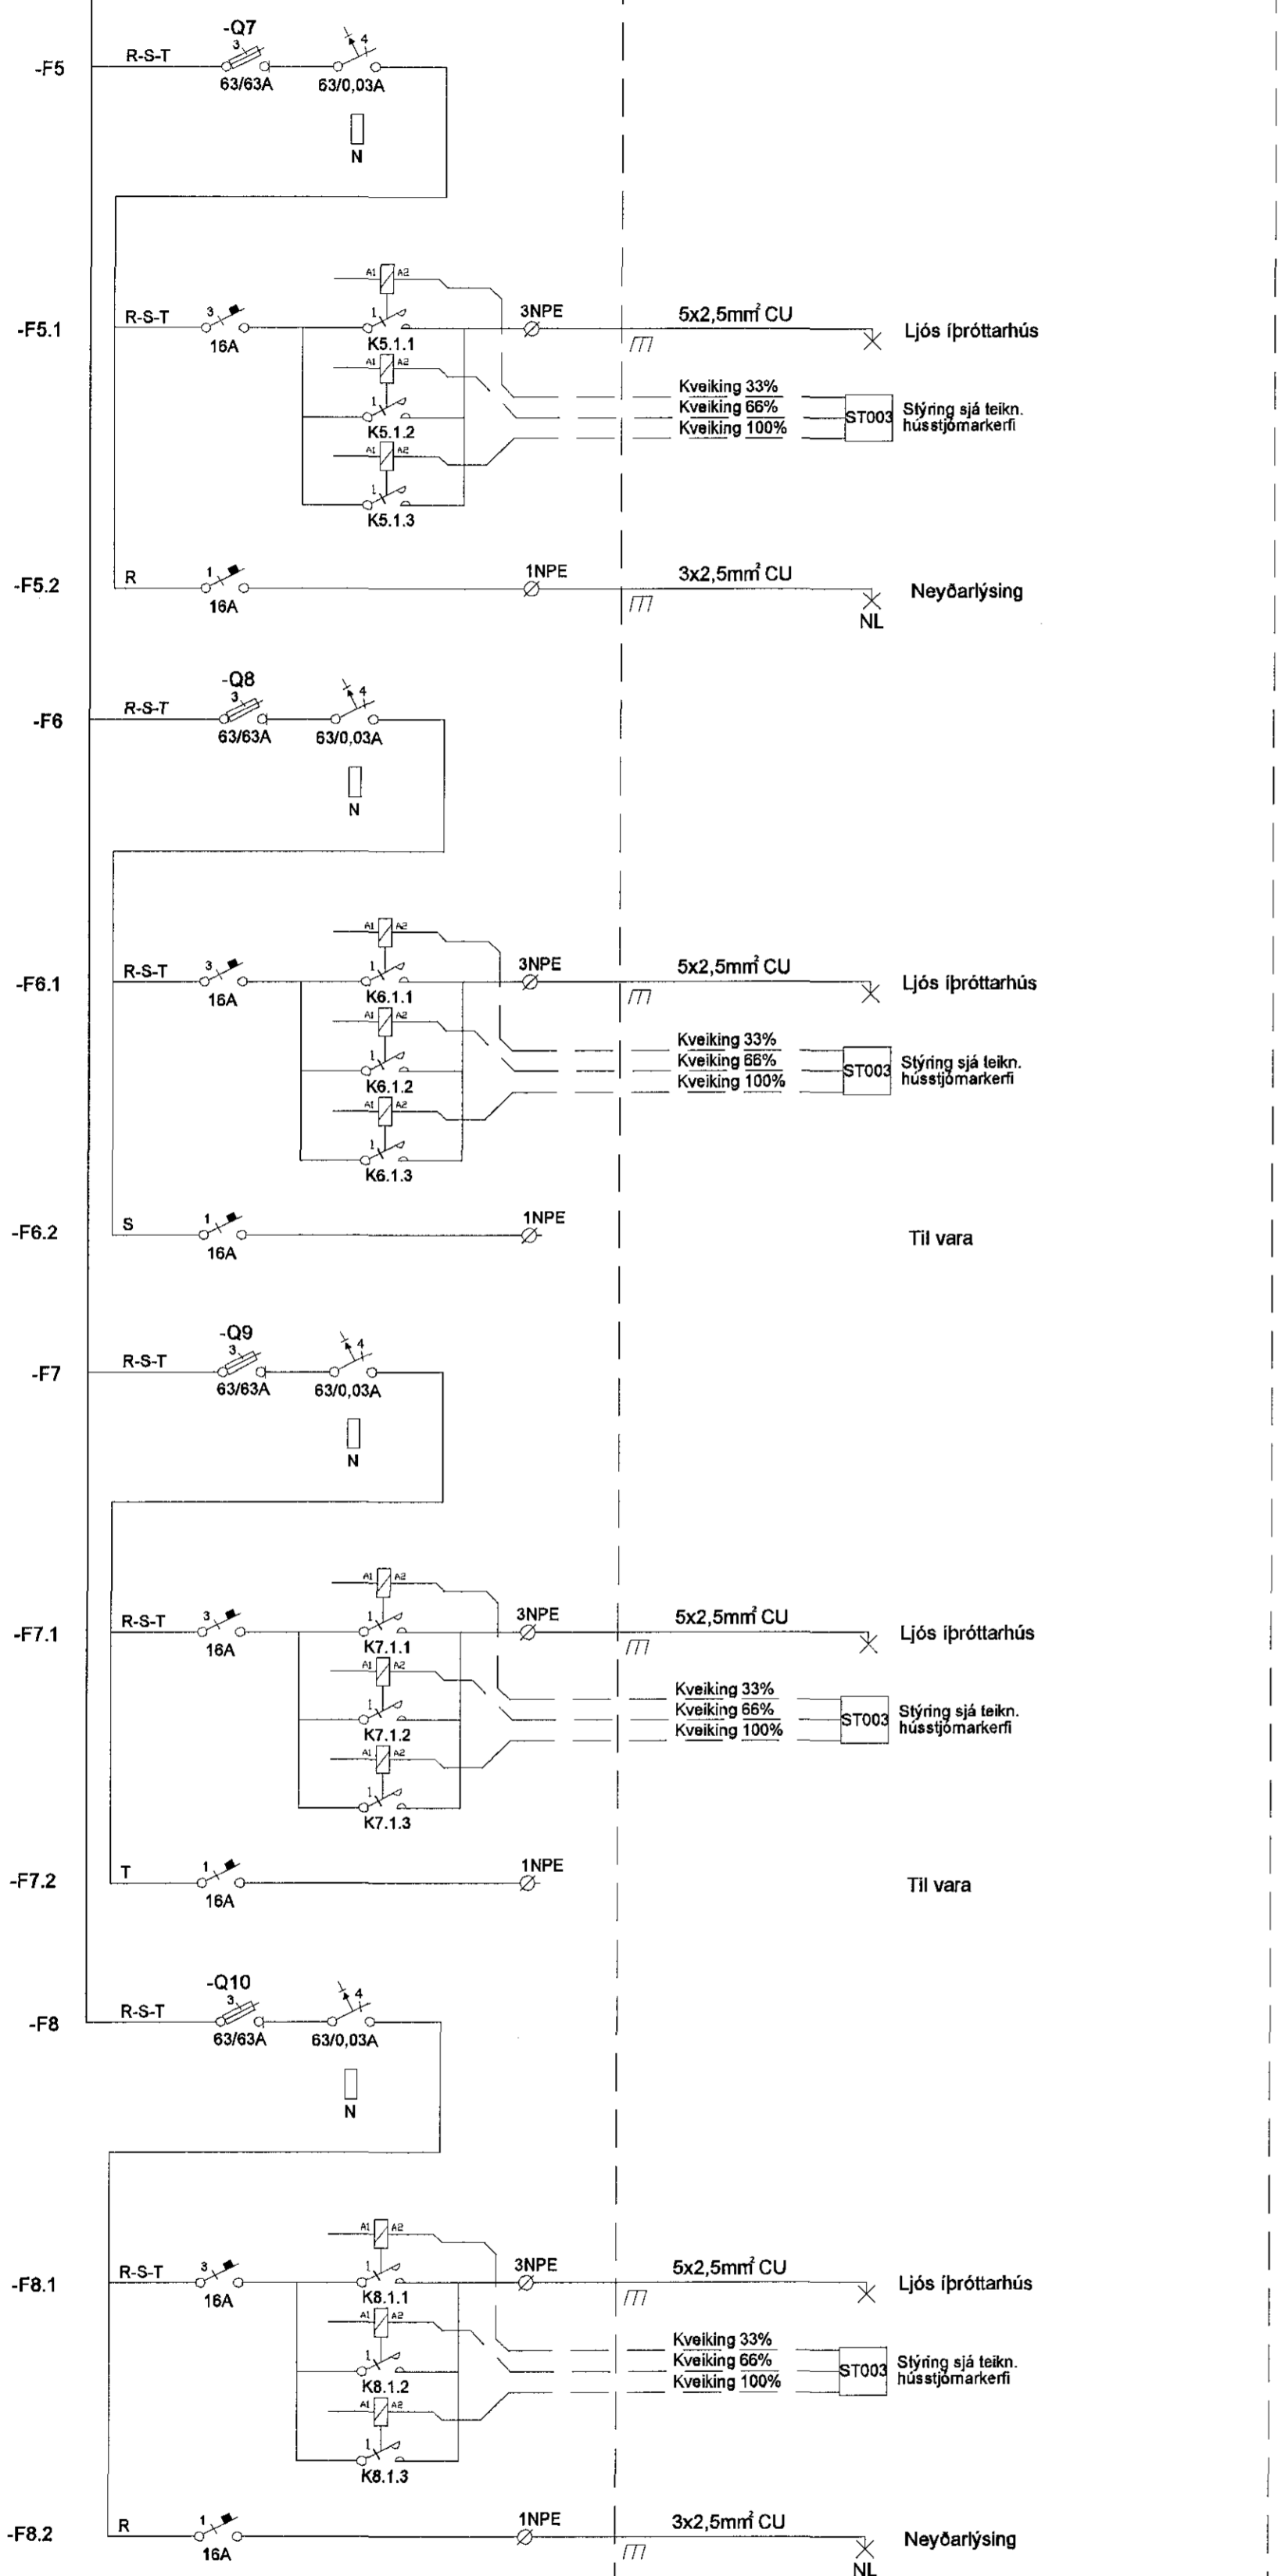 -Q7
3 4
-F5 R-S-T
63/63A 63/0,03A
N
A1 A2
-F5.1 R-S-T 3 1 3NPE 5x2,5mm² CU Ljós íþróttarhús
16A K5.1.1
A1 A2
Kveiking 33%
1 Kveiking 66% ST003 Stýring sjá teikn.
K5.1.2 Kveiking 100% hússtjórnarkerfi
A1 A2
1
K5.1.3
-F5.2 R 1 1NPE 3x2,5mm² CU Neyðarlýsing
16A NL
-Q8
3 4
-F6 R-S-T
63/63A 63/0,03A
N
A1 A2
-F6.1 R-S-T 3 1 3NPE 5x2,5mm² CU Ljós íþróttarhús
16A K6.1.1
A1 A2
Kveiking 33%
1 Kveiking 66% ST003 Stýring sjá teikn.
K6.1.2 Kveiking 100% hússtjórnarkerfi
A1 A2
1
K6.1.3
-F6.2 S 1 1NPE Til vara
16A
-Q9
3 4
-F7 R-S-T
63/63A 63/0,03A
N
A1 A2
-F7.1 R-S-T 3 1 3NPE 5x2,5mm² CU Ljós íþróttarhús
16A K7.1.1
A1 A2
Kveiking 33%
1 Kveiking 66% ST003 Stýring sjá teikn.
K7.1.2 Kveiking 100% hússtjórnarkerfi
A1 A2
1
K7.1.3
-F7.2 T 1 1NPE Til vara
16A
-Q10
3 4
-F8 R-S-T
63/63A 63/0,03A
N
A1 A2
-F8.1 R-S-T 3 1 3NPE 5x2,5mm² CU Ljós íþróttarhús
16A K8.1.1
A1 A2
Kveiking 33%
1 Kveiking 66% ST003 Stýring sjá teikn.
K8.1.2 Kveiking 100% hússtjórnarkerfi
A1 A2
1
K8.1.3
-F8.2 R 1 1NPE 3x2,5mm² CU Neyðarlýsing
16A NL